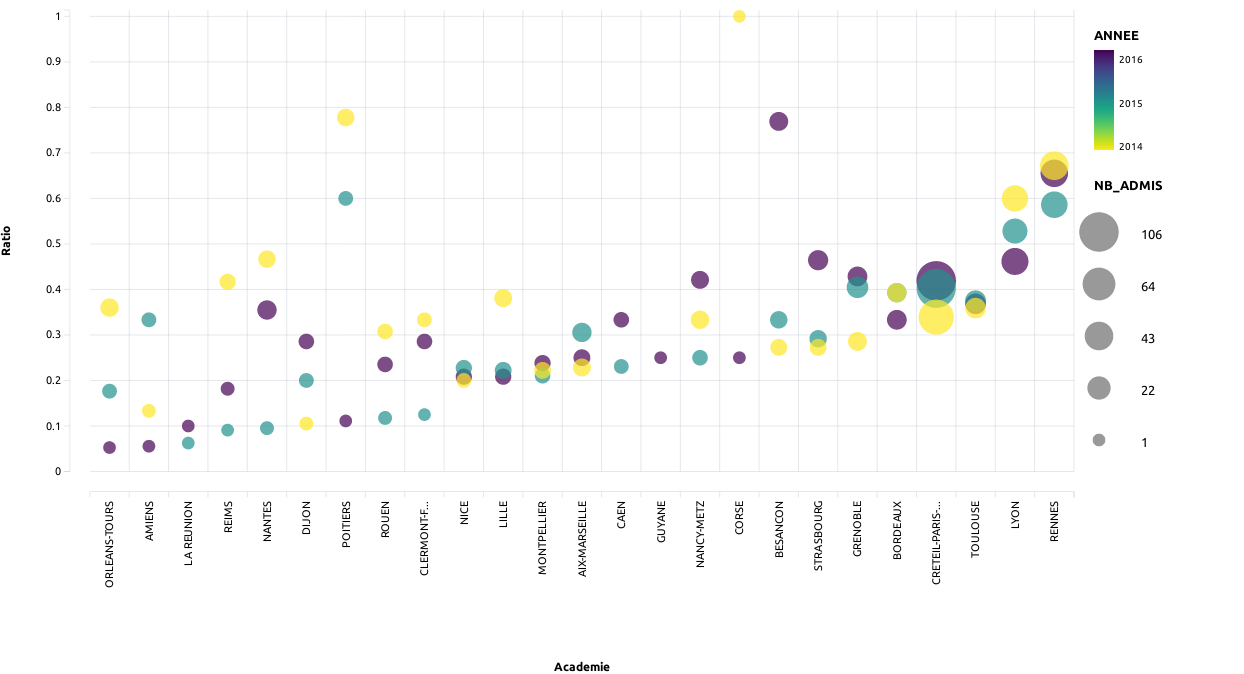 Ratio
1
0.9
0.8
0.7
0.6
0.5
0.4
0.3
0.2
0.1
0
ORLEANS-TOURS
AMIENS
LA REUNION
REIMS
NANTES
DIJON
POITIERS
ROUEN
CLERMONT-F...
NICE
LILLE
MONTPELLIER
AIX-MARSEILLE
CAEN
GUYANE
NANCY-METZ
CORSE
BESANCON
STRASBOURG
GRENOBLE
BORDEAUX
CRETEIL-PARIS-...
TOULOUSE
LYON
RENNES
Academie
ANNEE
2016
2015
2014
NB_ADMIS
106
64
43
22
1